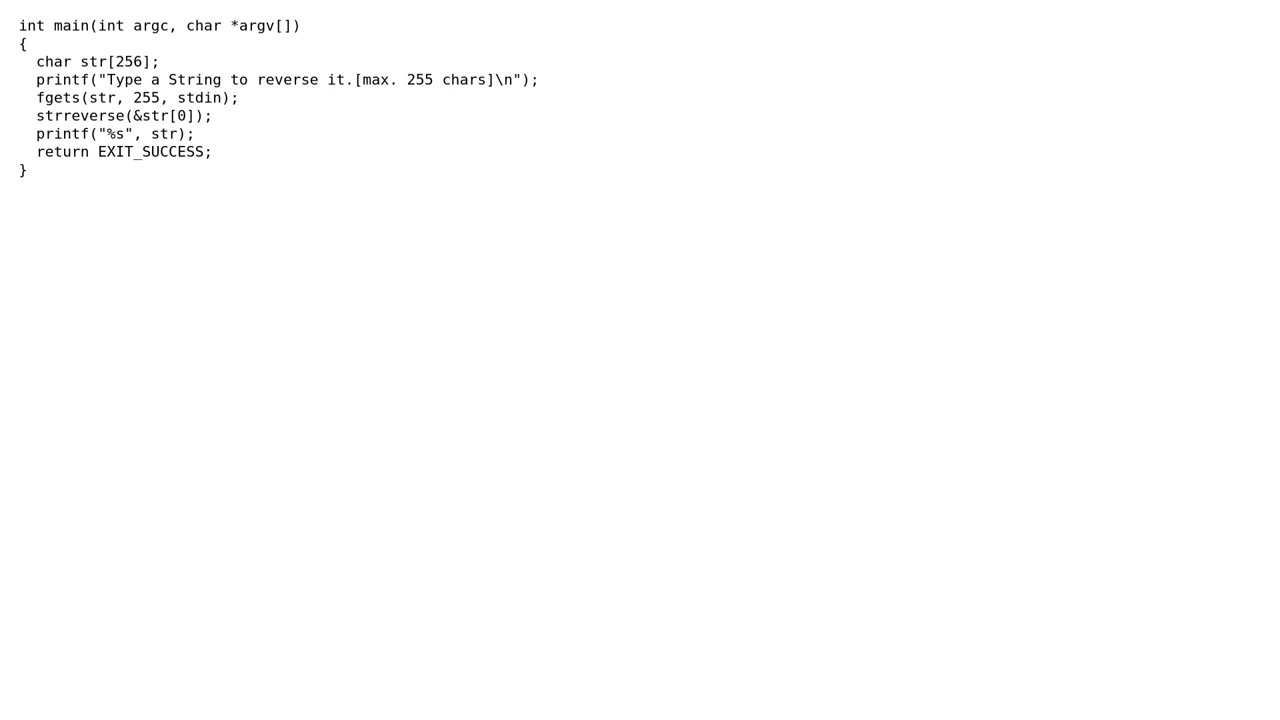 int main(int argc, char *argv[])
{
  char str[256];
  printf("Type a String to reverse it.[max. 255 chars]\n");
  fgets(str, 255, stdin);
  strreverse(&str[0]);
  printf("%s", str);
  return EXIT_SUCCESS;
}